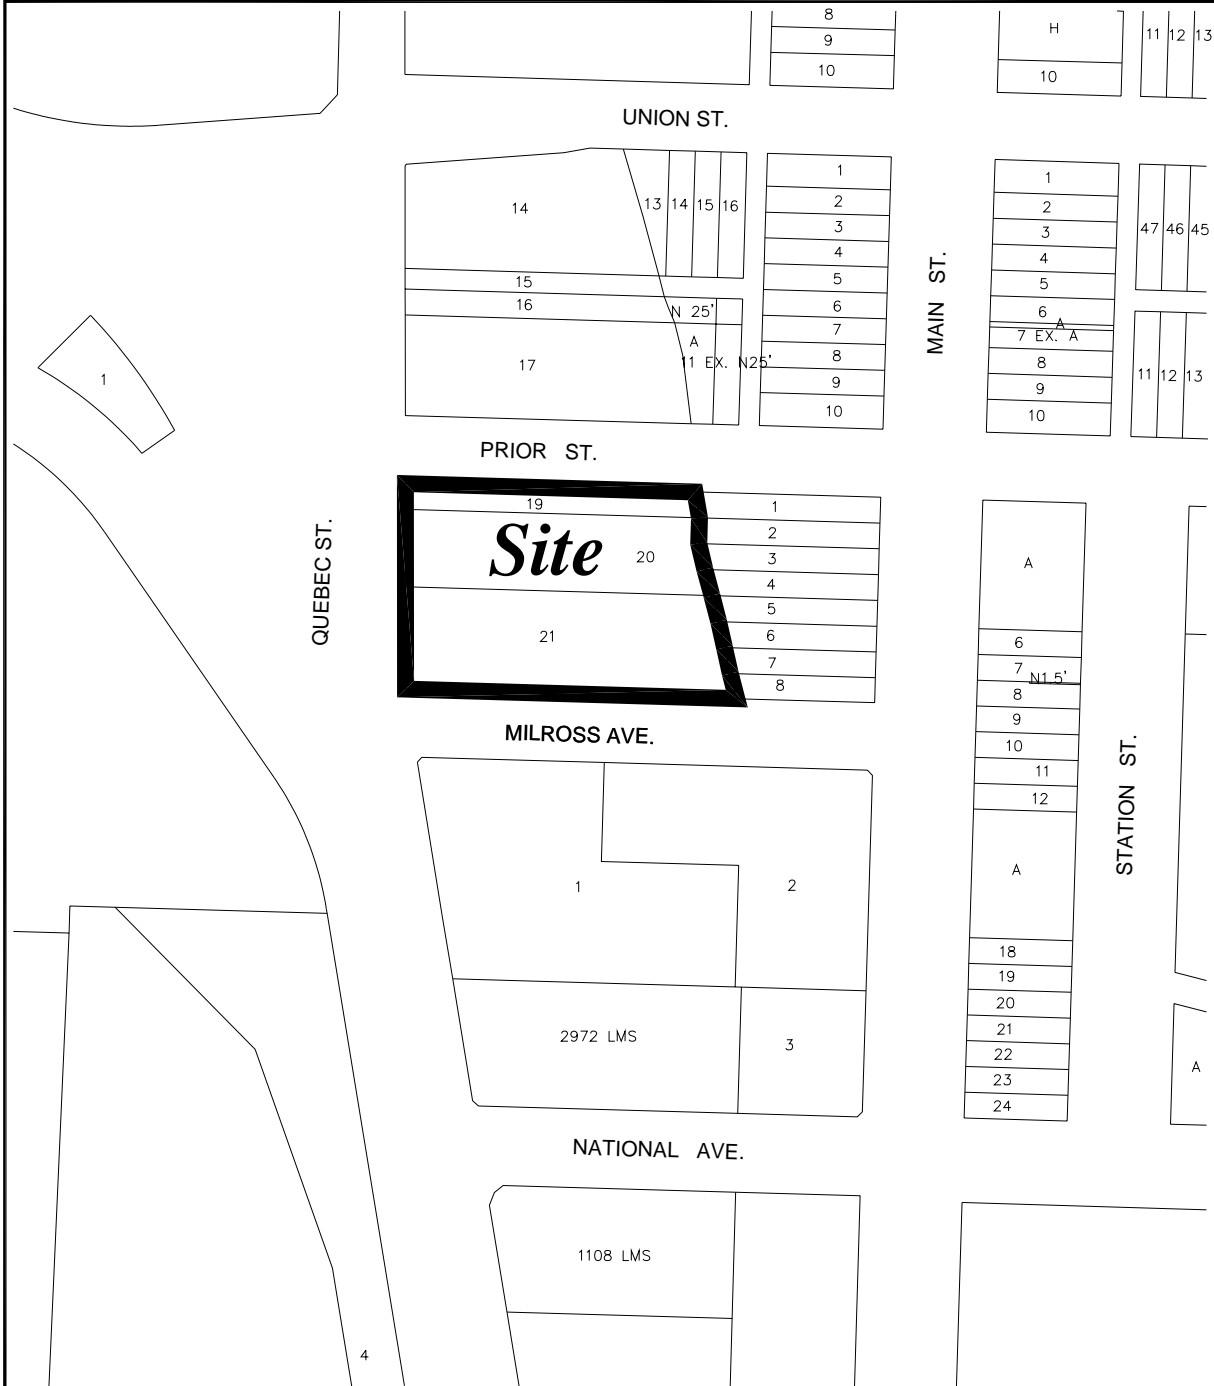 8
9
10
H
10
11 12 13
UNION ST.
14
13 14 15 16
15
16
N 25'
A
11 EX. N25'
17
1
2
3
4
5
6
7
8
9
10
MAIN ST.
1
2
3
4
5
6
A
7 EX. A
8
9
10
47 46 45
11 12 13
1
PRIOR ST.
QUEBEC ST.
19
Site
20
21
1
2
3
4
5
6
7
8
A
6
7
N1.5'
8
9
10
11
12
A
18
19
20
21
22
23
24
STATION ST.
A
MILROSS AVE.
1
2
2972 LMS
3
NATIONAL AVE.
1108 LMS
4